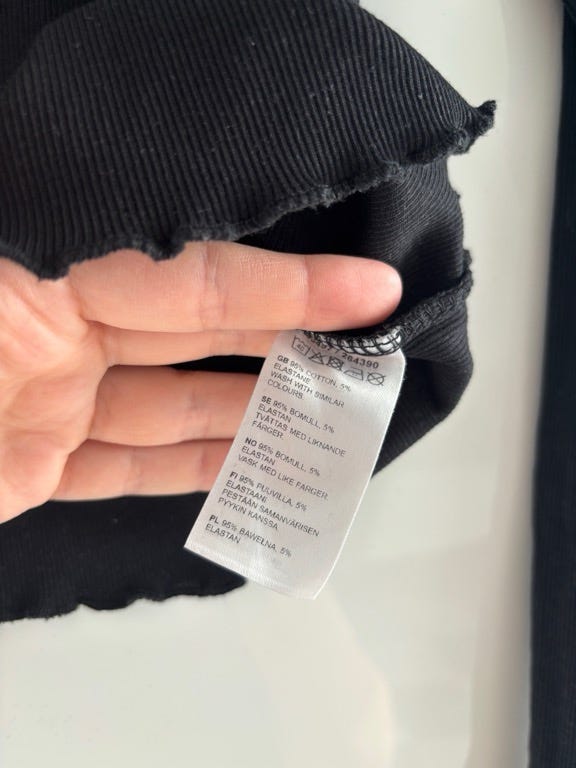 264390
GB 95% COTTON, 5%
ELASTANE
WASH WITH SIMILAR
COLOURS.
SE 95% BOMULL, 5%
ELASTAN
TVÄTTAS MED LIKNANDE
FÄRGER.
NO 95% BOMULL, 5%
ELASTAN
VASK MED LIKE FARGER.
FI 95% PUUVILLA, 5%
ELASTAANI
PESTÄÄN SAMANVÄRISEN
PYYKIN KANSSA
PL 95% BAWEŁNA, 5%
ELASTAN